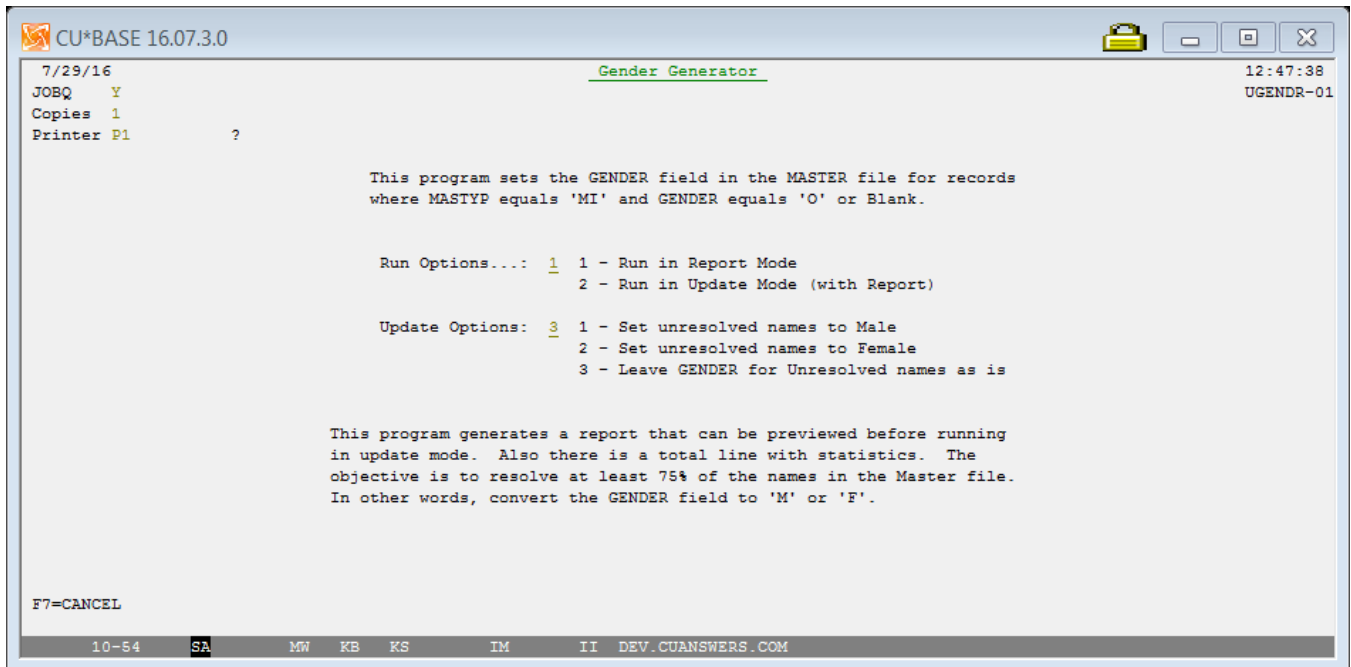 CU*BASE 16.07.3.0
7/29/16 Gender Generator 12:47:38
JOBQ Y UGENDR-01
Copies 1
Printer P1 ?
This program sets the GENDER field in the MASTER file for records
where MASTYP equals 'MI' and GENDER equals 'O' or Blank.
Run Options...: 1 1 - Run in Report Mode
2 - Run in Update Mode (with Report)
Update Options: 3 1 - Set unresolved names to Male
2 - Set unresolved names to Female
3 - Leave GENDER for Unresolved names as is
This program generates a report that can be previewed before running
in update mode. Also there is a total line with statistics. The
objective is to resolve at least 75% of the names in the Master file.
In other words, convert the GENDER field to 'M' or 'F'.
F7=CANCEL
10-54 SA MW KB KS IM II DEV.CUANSWERS.COM